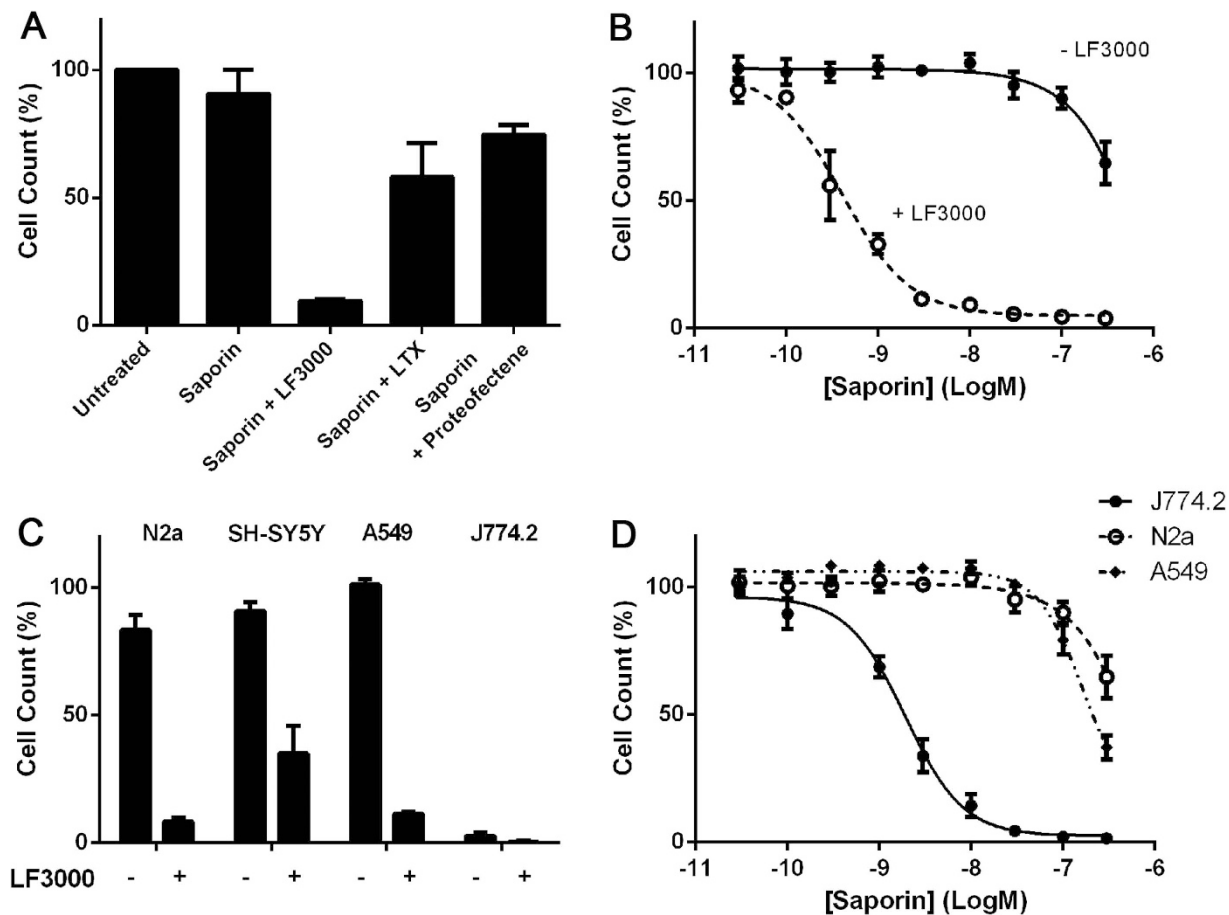 A
Cell Count (%)
100
50
0
Untreated
Saporin
Saporin + LF3000
Saporin + LTX
Saporin
+ Proteofectene
B
Cell Count (%)
100
50
0
- LF3000
+ LF3000
-11 -10 -9 -8 -7 -6
[Saporin] (LogM)
C
N2a SH-SY5Y A549 J774.2
Cell Count (%)
100
50
0
LF3000 - + - + - + - +
D
J774.2
N2a
A549
Cell Count (%)
100
50
0
-11 -10 -9 -8 -7 -6
[Saporin] (LogM)